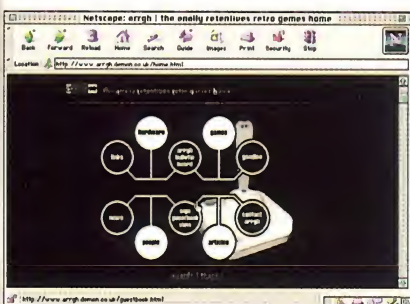 Netscape: arrgh | the anally retentives retro games home
Back Forward Reload Home Search Guide Images Print Security Stop
Location: http://www.arrgh.demon.co.uk/home.html
hardware games
links arrgh bulletin board goodies
news sign guestbook view contact arrgh
people articles
http://www.arrgh.demon.co.uk/guestbook.html